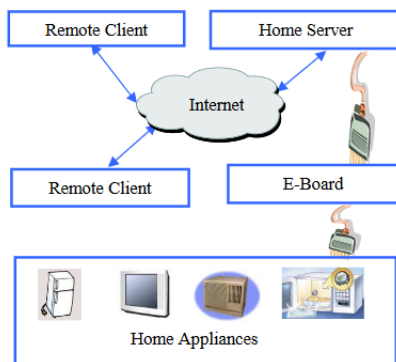 Remote Client
Home Server
Internet
Remote Client
E-Board
Home Appliances